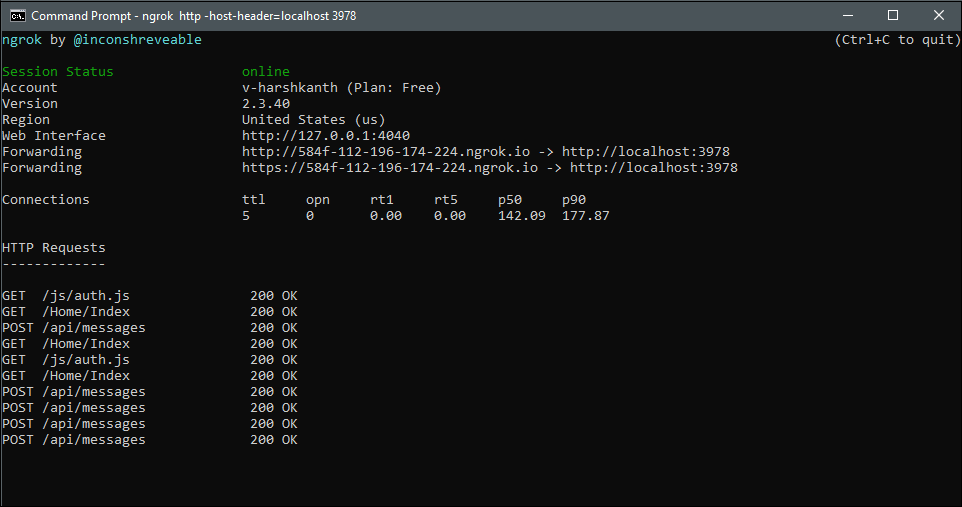 Command Prompt - ngrok  http -host-header=localhost 3978
ngrok by @inconshreveable (Ctrl+C to quit)
Session Status online
Account v-harshkanth (Plan: Free)
Version 2.3.40
Region United States (us)
Web Interface http://127.0.0.1:4040
Forwarding http://584f-112-196-174-224.ngrok.io -> http://localhost:3978
Forwarding https://584f-112-196-174-224.ngrok.io -> http://localhost:3978
Connections ttl opn rt1 rt5 p50 p90
5 0 0.00 0.00 142.09 177.87
HTTP Requests
-------------
GET /js/auth.js 200 OK
GET /Home/Index 200 OK
POST /api/messages 200 OK
GET /Home/Index 200 OK
GET /js/auth.js 200 OK
GET /Home/Index 200 OK
POST /api/messages 200 OK
POST /api/messages 200 OK
POST /api/messages 200 OK
POST /api/messages 200 OK